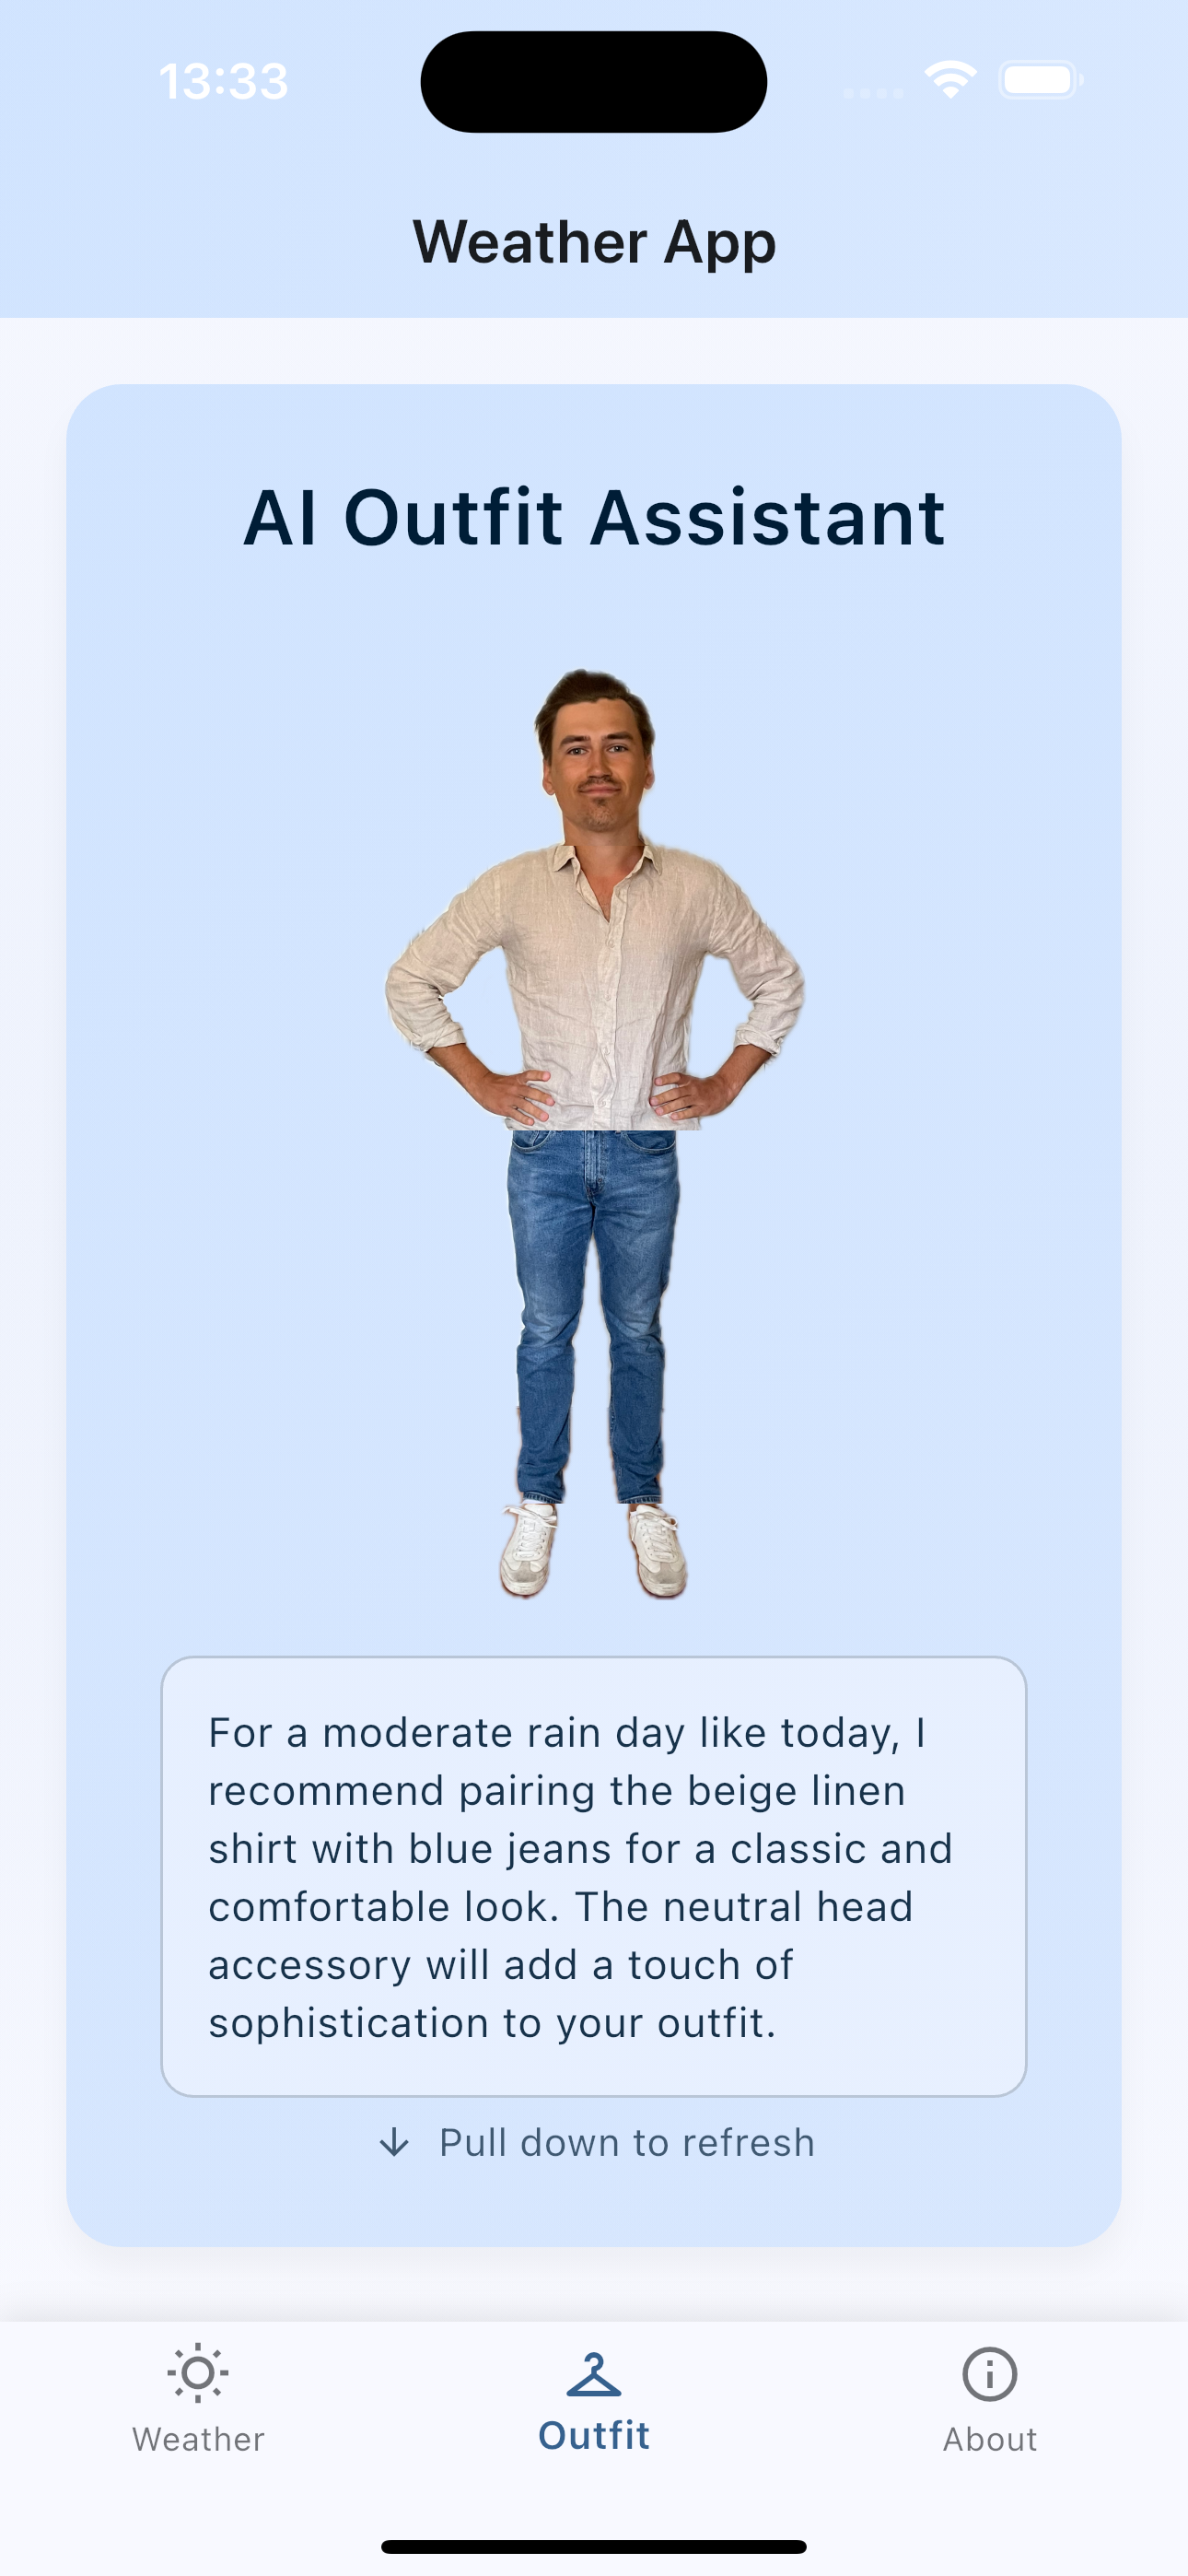 13:33
Weather App
AI Outfit Assistant
For a moderate rain day like today, I
recommend pairing the beige linen
shirt with blue jeans for a classic and
comfortable look. The neutral head
accessory will add a touch of
sophistication to your outfit.
Pull down to refresh
Weather
Outfit
About